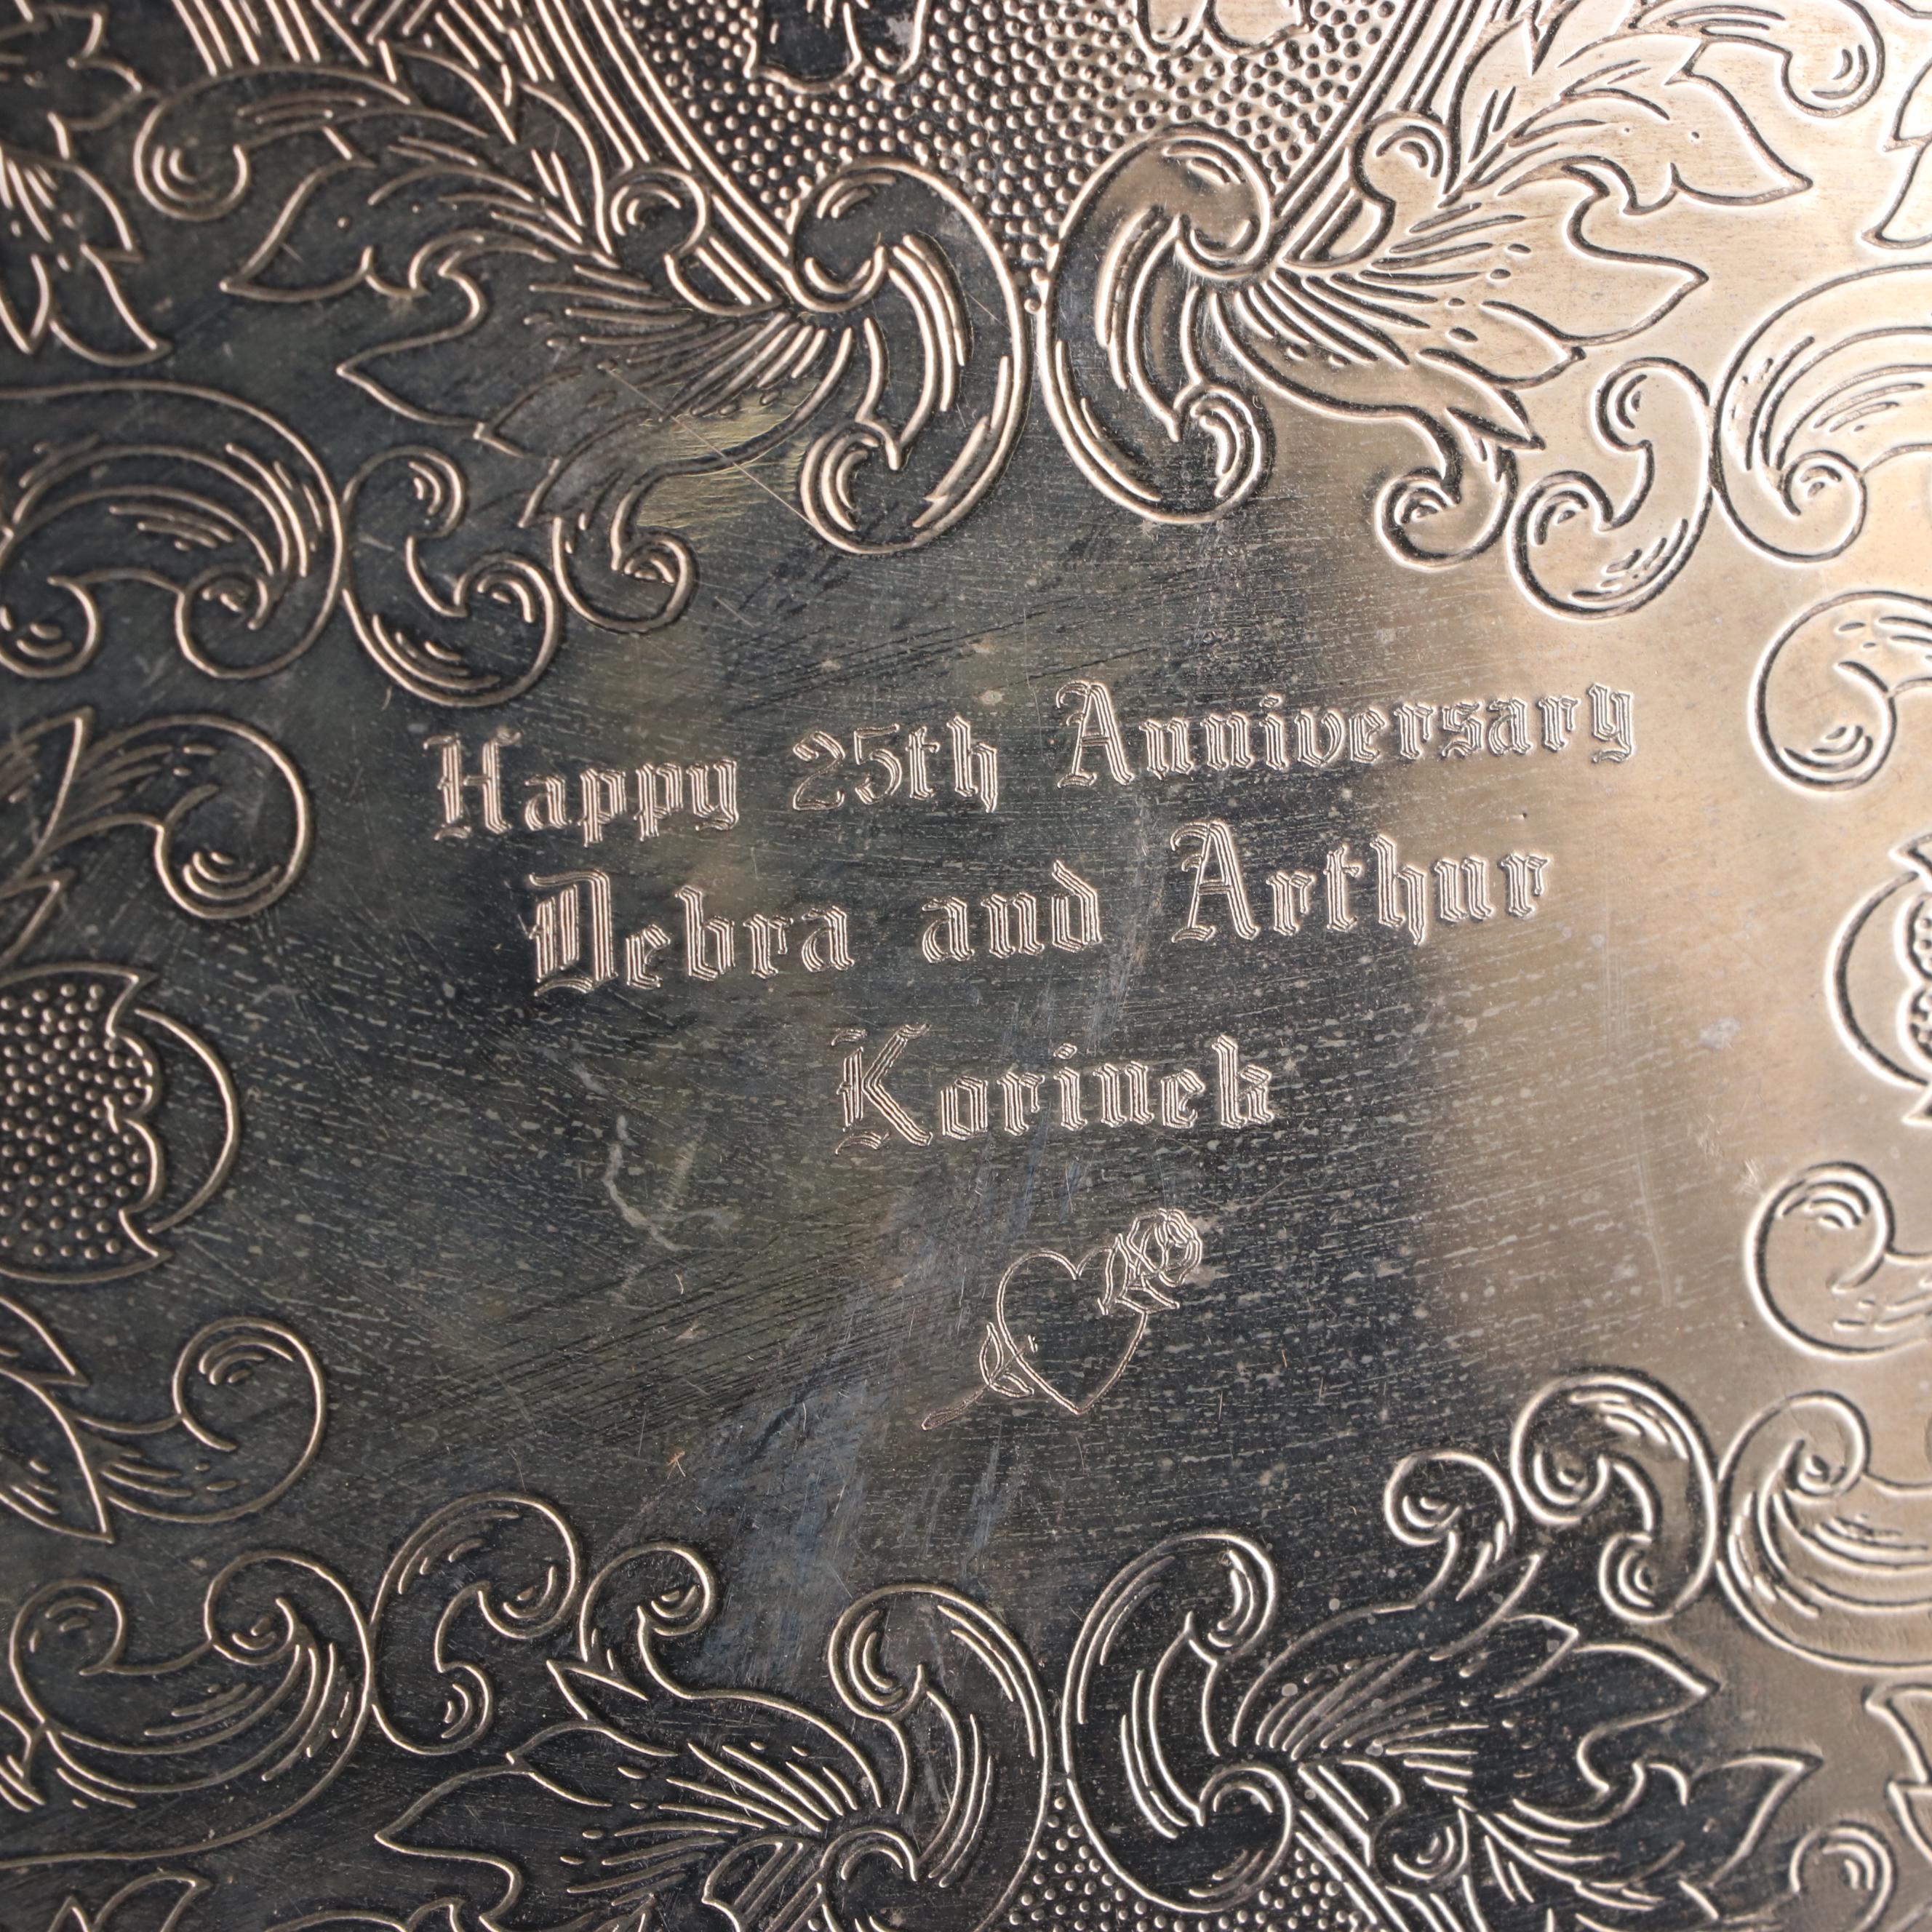 Happy 25th Anniversary
Debra and Arthur
Korinek